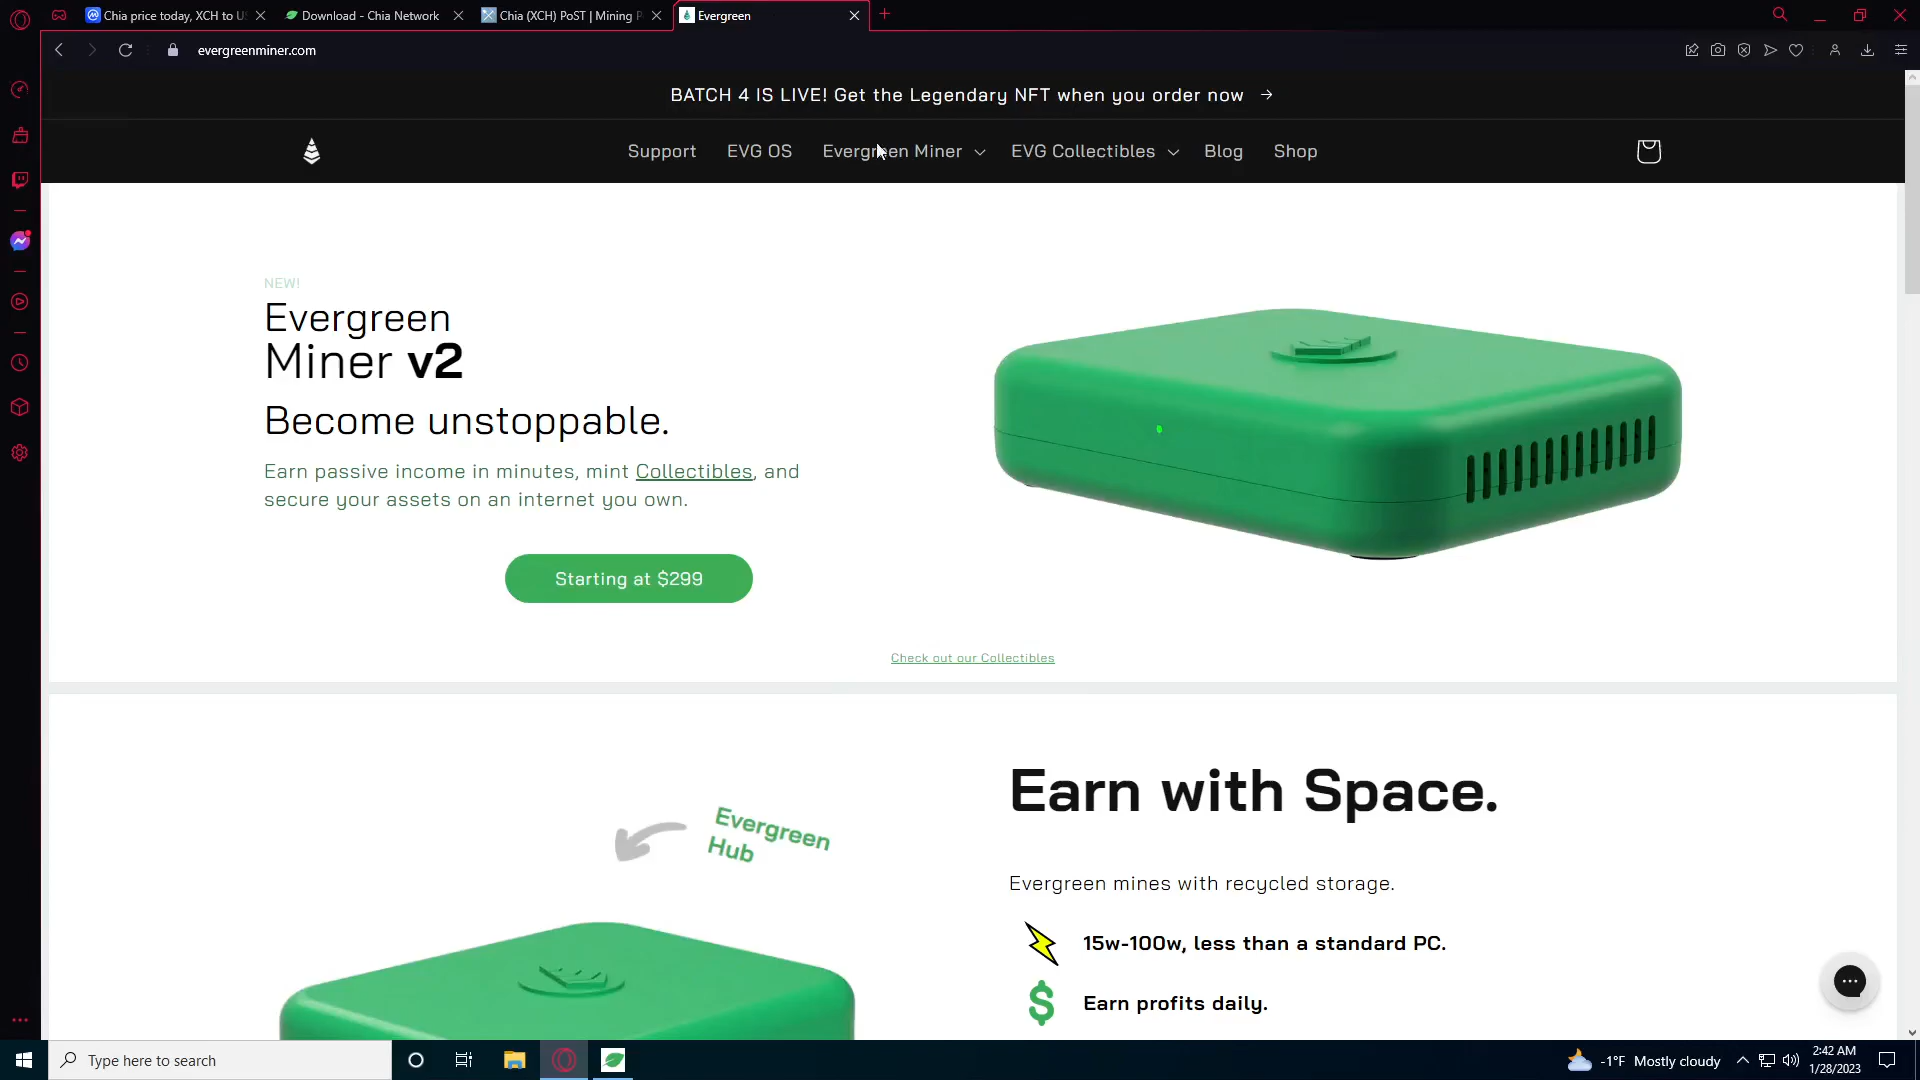 Chia price today, XCH to U
Download - Chia Network
Chia (XCH) PoST | Mining P
Evergreen
evergreenminer.com
BATCH 4 IS LIVE! Get the Legendary NFT when you order now →
Support
EVG OS
Evergreen Miner
EVG Collectibles
Blog
Shop
NEW!
Evergreen
Miner v2
Become unstoppable.
Earn passive income in minutes, mint Collectibles, and
secure your assets on an internet you own.
Starting at $299
Check out our Collectibles
Evergreen
Hub
Earn with Space.
Evergreen mines with recycled storage.
15w-100w, less than a standard PC.
Earn profits daily.
Type here to search
-1°F Mostly cloudy
2:42 AM
1/28/2023